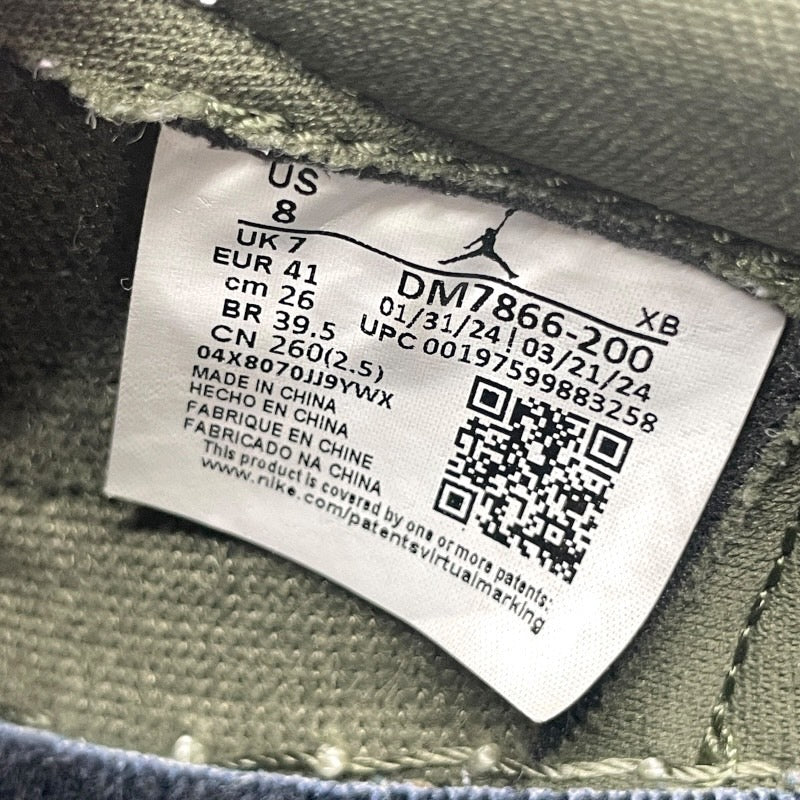 US
8
UK 7
EUR 41
cm 26
BR 39.5
CN 260(2.5)
04X8070JJ9YWX
MADE IN CHINA
HECHO EN CHINA
FABRIQUE EN CHINE
FABRICADO NA CHINA
This product is covered by one or more patents:
www.nike.com/patentsvirtualmarking
XB
DM7866-200
01/31/24 | 03/21/24
UPC 00197599883258